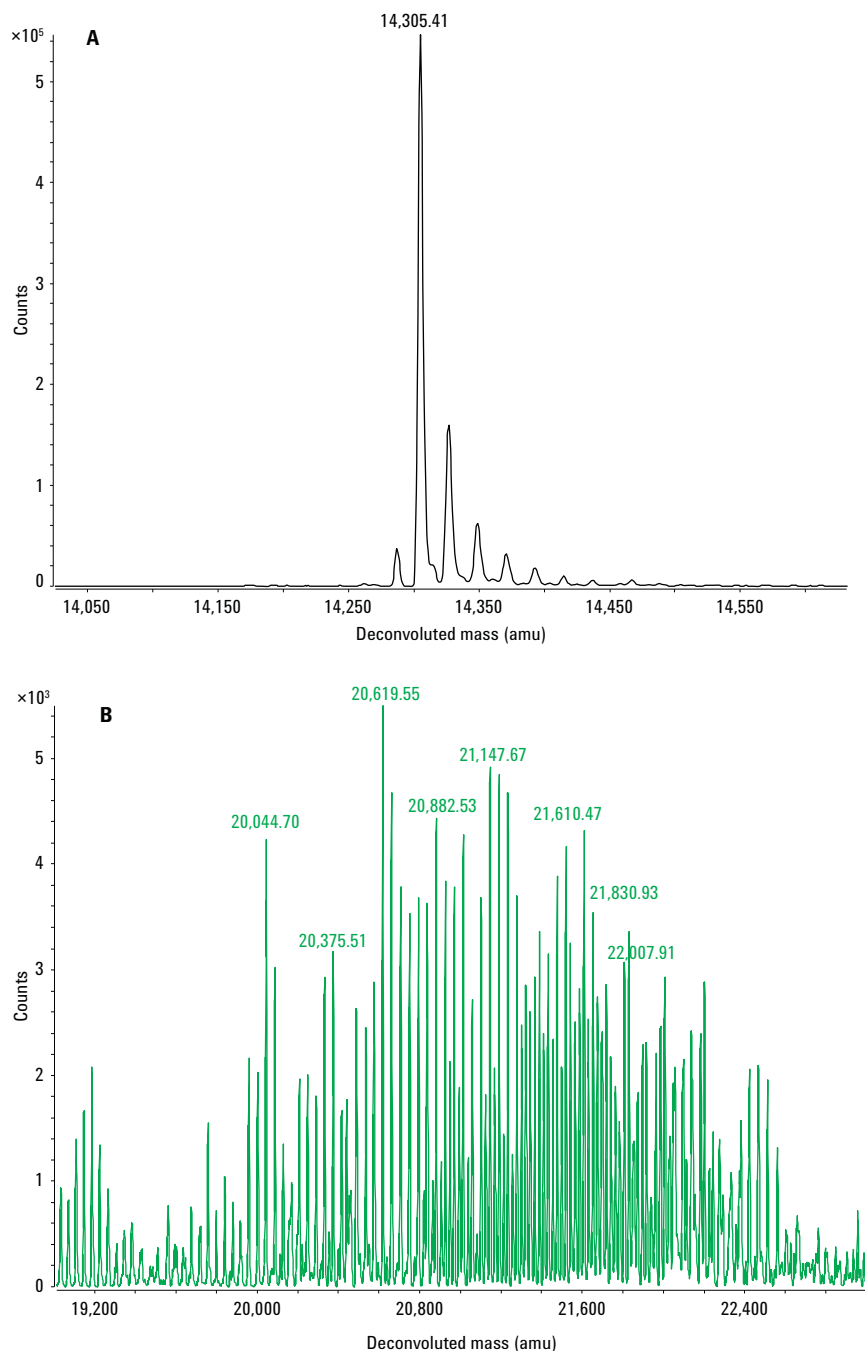 14,305.41
×10⁵
A
5
4
3
2
1
0
Counts
14,050 14,150 14,250 14,350 14,450 14,550
Deconvoluted mass (amu)
×10³
B
20,619.55
21,147.67
20,882.53
21,610.47
20,044.70
21,830.93
20,375.51
22,007.91
5
4
3
2
1
0
Counts
19,200 20,000 20,800 21,600 22,400
Deconvoluted mass (amu)